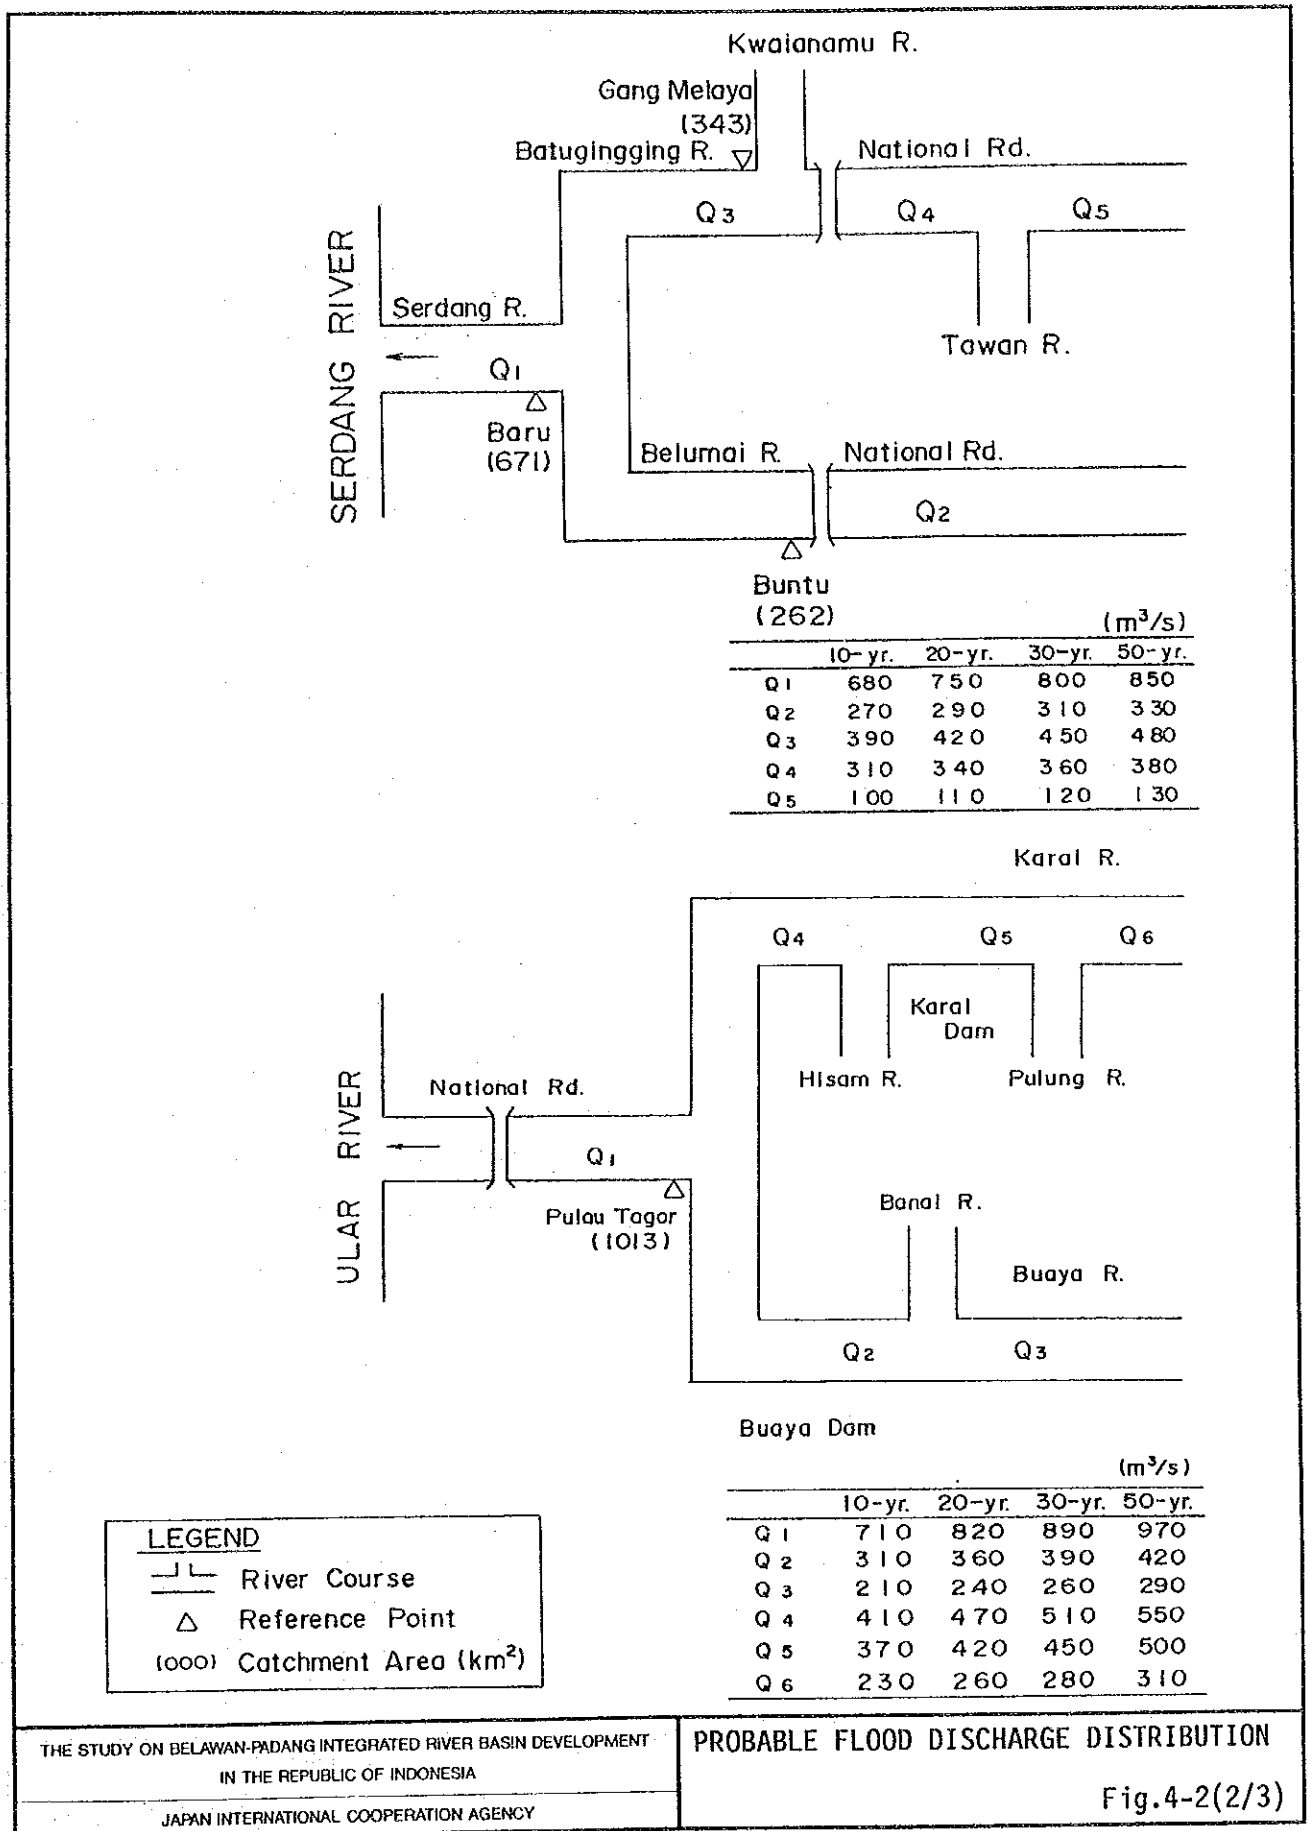 Kwalanamu R.
Gang Melaya
(343)
Batugingging R.
National Rd.
Q3
Q4
Q5
SERDANG RIVER
Serdang R.
Tawan R.
Q1
Baru
(671)
Belumai R.
National Rd.
Q2
Buntu
(262)
(m³/s)
10-yr. 20-yr. 30-yr. 50-yr.
Q1 680 750 800 850
Q2 270 290 310 330
Q3 390 420 450 480
Q4 310 340 360 380
Q5 100 110 120 130
Karai R.
Q4
Q5
Q6
Karai
Dam
Hisam R.
Pulung R.
ULAR RIVER
National Rd.
Q1
Pulau Tagor
(1013)
Banai R.
Buaya R.
Q2
Q3
Buaya Dam
(m³/s)
10-yr. 20-yr. 30-yr. 50-yr.
Q1 710 820 890 970
Q2 310 360 390 420
Q3 210 240 260 290
Q4 410 470 510 550
Q5 370 420 450 500
Q6 230 260 280 310
LEGEND
River Course
Reference Point
(000) Catchment Area (km²)
THE STUDY ON BELAWAN-PADANG INTEGRATED RIVER BASIN DEVELOPMENT
IN THE REPUBLIC OF INDONESIA
JAPAN INTERNATIONAL COOPERATION AGENCY
PROBABLE FLOOD DISCHARGE DISTRIBUTION
Fig.4-2(2/3)